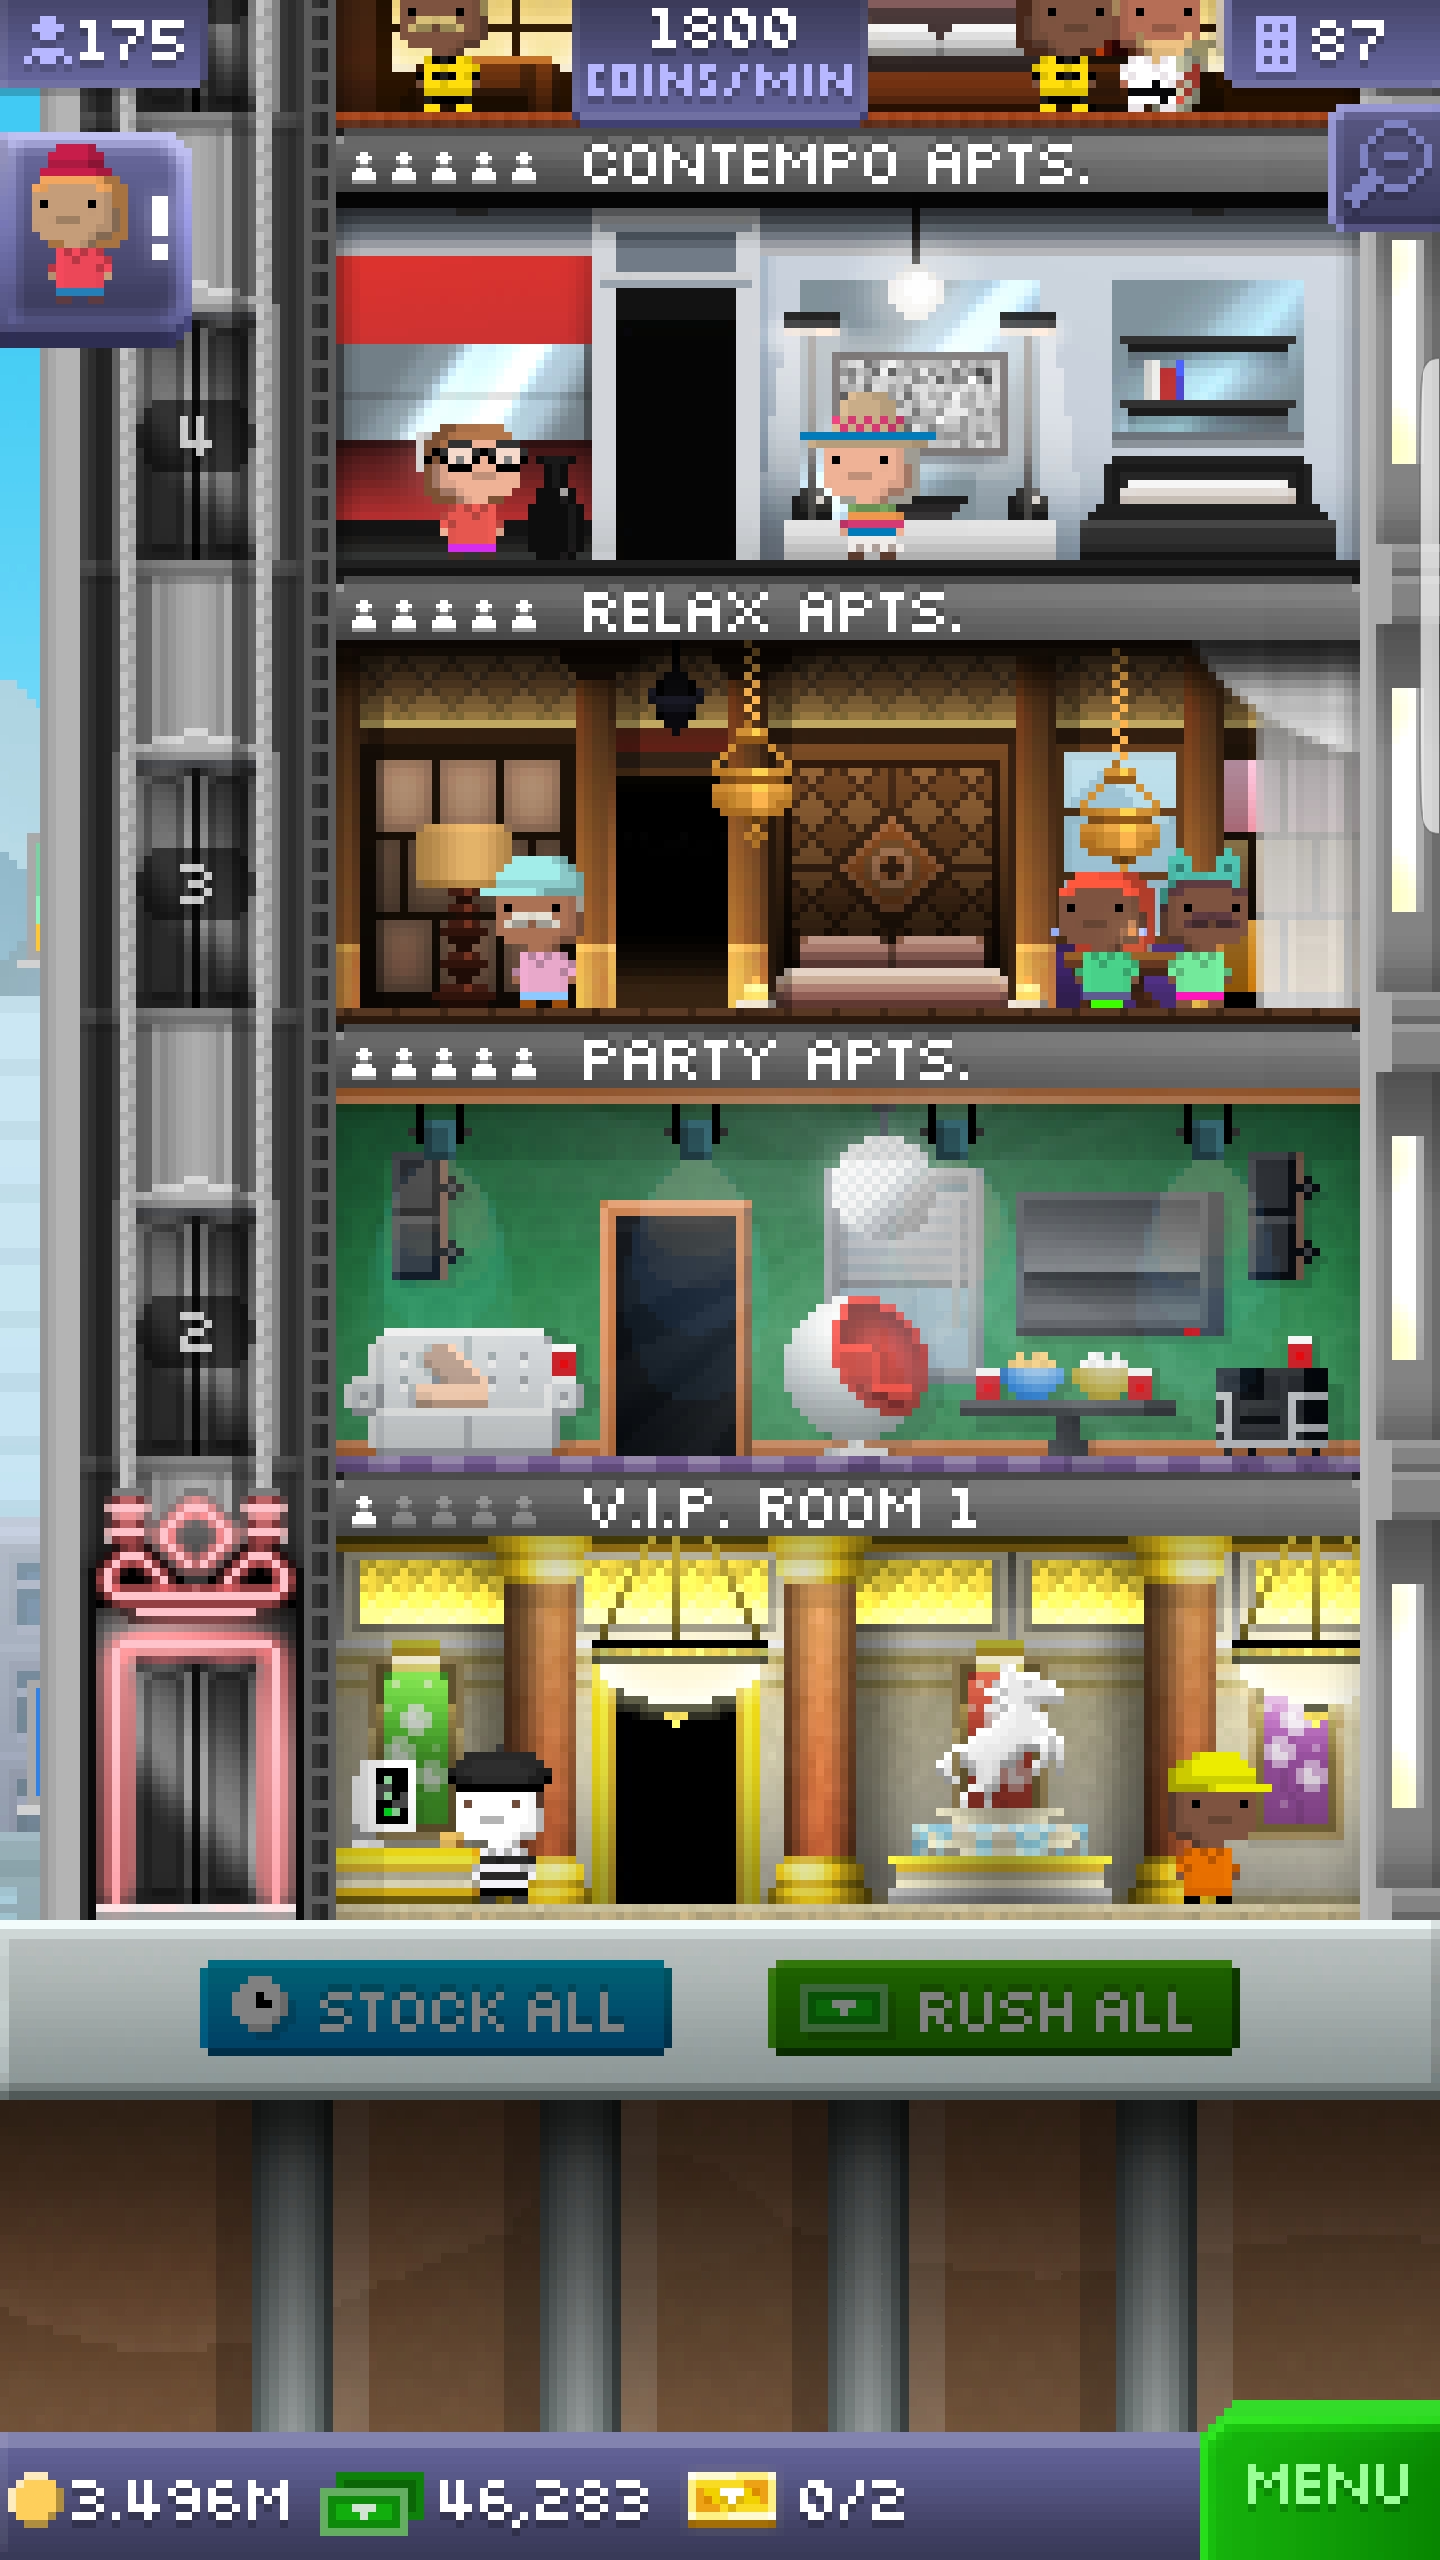 175
1800
COINS/MIN
87
!
CONTEMPO APTS.
4
RELAX APTS.
3
PARTY APTS.
2
V.I.P. ROOM 1
STOCK ALL
RUSH ALL
3.496M
46,283
0/2
MENU